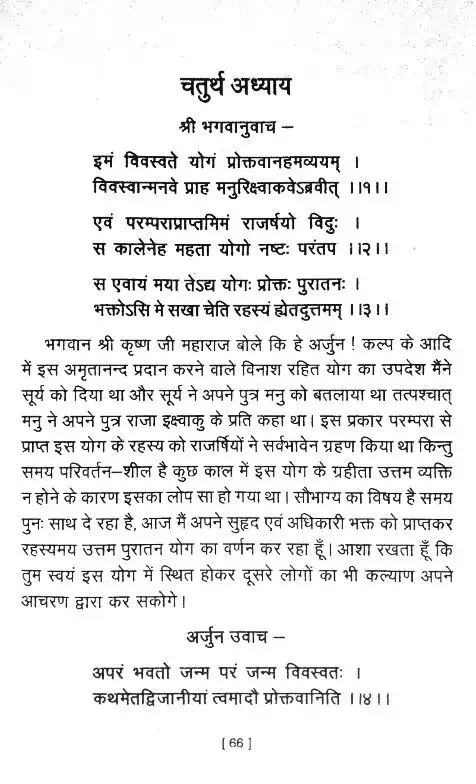 चतुर्थ अध्याय
श्री भगवानुवाच –
इमं विवस्वते योगं प्रोक्तवानहमव्ययम् ।
विवस्वान्मनवे प्राह मनुरिक्ष्वाकवेऽब्रवीत् ।।१।।
एवं परम्पराप्राप्तमिमं राजर्षयो विदुः ।
स कालेनेह महता योगो नष्टः परंतप ।।२।।
स एवायं मया तेऽद्य योगः प्रोक्तः पुरातनः ।
भक्तोऽसि मे सखा चेति रहस्यं ह्येतदुत्तमम् ।।३।।
भगवान श्री कृष्ण जी महाराज बोले कि हे अर्जुन ! कल्प के आदि
में इस अमृतानन्द प्रदान करने वाले विनाश रहित योग का उपदेश मैंने
सूर्य को दिया था और सूर्य ने अपने पुत्र मनु को बतलाया था तत्पश्चात्
मनु ने अपने पुत्र राजा इक्ष्वाकु के प्रति कहा था। इस प्रकार परम्परा से
प्राप्त इस योग के रहस्य को राजर्षियों ने सर्वभावेन ग्रहण किया था किन्तु
समय परिवर्तन–शील है कुछ काल में इस योग के ग्रहीता उत्तम व्यक्ति
न होने के कारण इसका लोप सा हो गया था। सौभाग्य का विषय है समय
पुनः साथ दे रहा है, आज मैं अपने सुहृद एवं अधिकारी भक्त को प्राप्तकर
रहस्यमय उत्तम पुरातन योग का वर्णन कर रहा हूँ। आशा रखता हूँ कि
तुम स्वयं इस योग में स्थित होकर दूसरे लोगों का भी कल्याण अपने
आचरण द्वारा कर सकोगे।
अर्जुन उवाच –
अपरं भवतो जन्म परं जन्म विवस्वतः ।
कथमेतद्विजानीयां त्वमादौ प्रोक्तवानिति ।।४।।
[ 66 ]